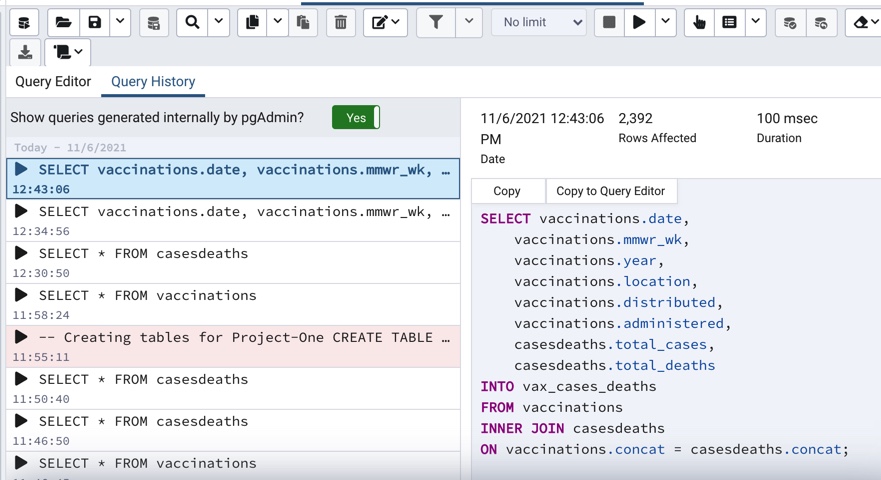 No limit
Query Editor Query History
Show queries generated internally by pgAdmin? Yes
Today - 11/6/2021
SELECT vaccinations.date, vaccinations.mmwr_wk, …
12:43:06
SELECT vaccinations.date, vaccinations.mmwr_wk, …
12:34:56
SELECT * FROM casesdeaths
12:30:50
SELECT * FROM vaccinations
11:58:24
-- Creating tables for Project-One CREATE TABLE …
11:55:11
SELECT * FROM casesdeaths
11:50:40
SELECT * FROM casesdeaths
11:46:50
SELECT * FROM vaccinations
11/6/2021 12:43:06
PM
Date
2,392
Rows Affected
100 msec
Duration
Copy Copy to Query Editor
SELECT vaccinations.date,
vaccinations.mmwr_wk,
vaccinations.year,
vaccinations.location,
vaccinations.distributed,
vaccinations.administered,
casesdeaths.total_cases,
casesdeaths.total_deaths
INTO vax_cases_deaths
FROM vaccinations
INNER JOIN casesdeaths
ON vaccinations.concat = casesdeaths.concat;